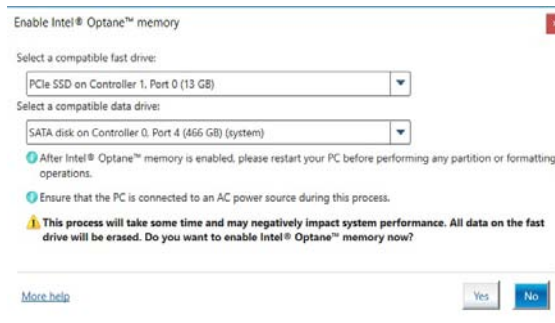 Enable Intel® Optane™ memory
Select a compatible fast drive:
PCIe SSD on Controller 1, Port 0 (13 GB)
Select a compatible data drive:
SATA disk on Controller 0, Port 4 (466 GB) (system)
After Intel® Optane™ memory is enabled, please restart your PC before performing any partition or formatting
operations.
Ensure that the PC is connected to an AC power source during this process.
This process will take some time and may negatively impact system performance. All data on the fast
drive will be erased. Do you want to enable Intel® Optane™ memory now?
More help
Yes
No